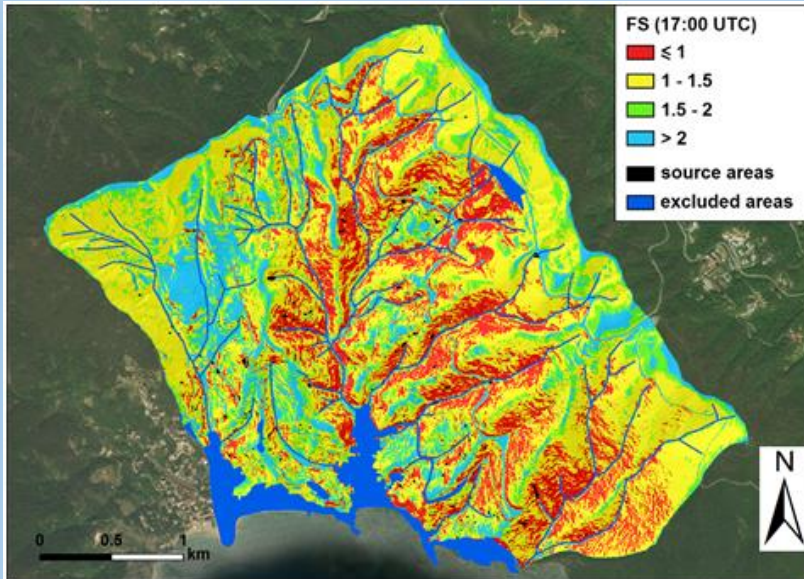 FS (17:00 UTC)
⩽ 1
1 - 1.5
1.5 - 2
> 2
source areas
excluded areas
N
0 0.5 1
km